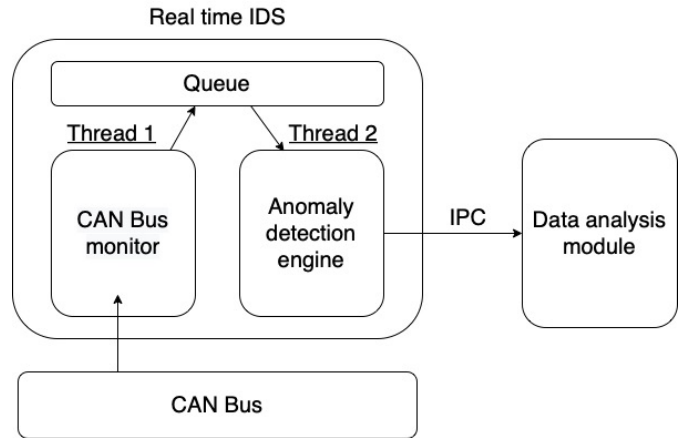 Real time IDS
Queue
Thread 1
Thread 2
CAN Bus
monitor
Anomaly
detection
engine
IPC
Data analysis
module
CAN Bus